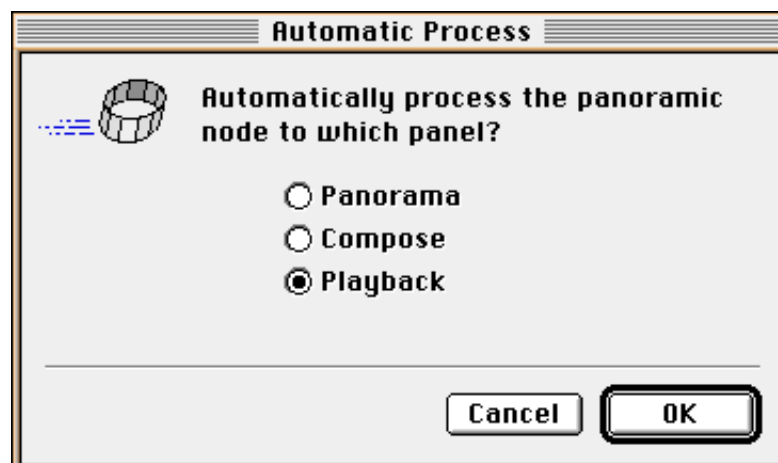 Automatic Process
Automatically process the panoramic
node to which panel?
Panorama
Compose
Playback
Cancel
OK